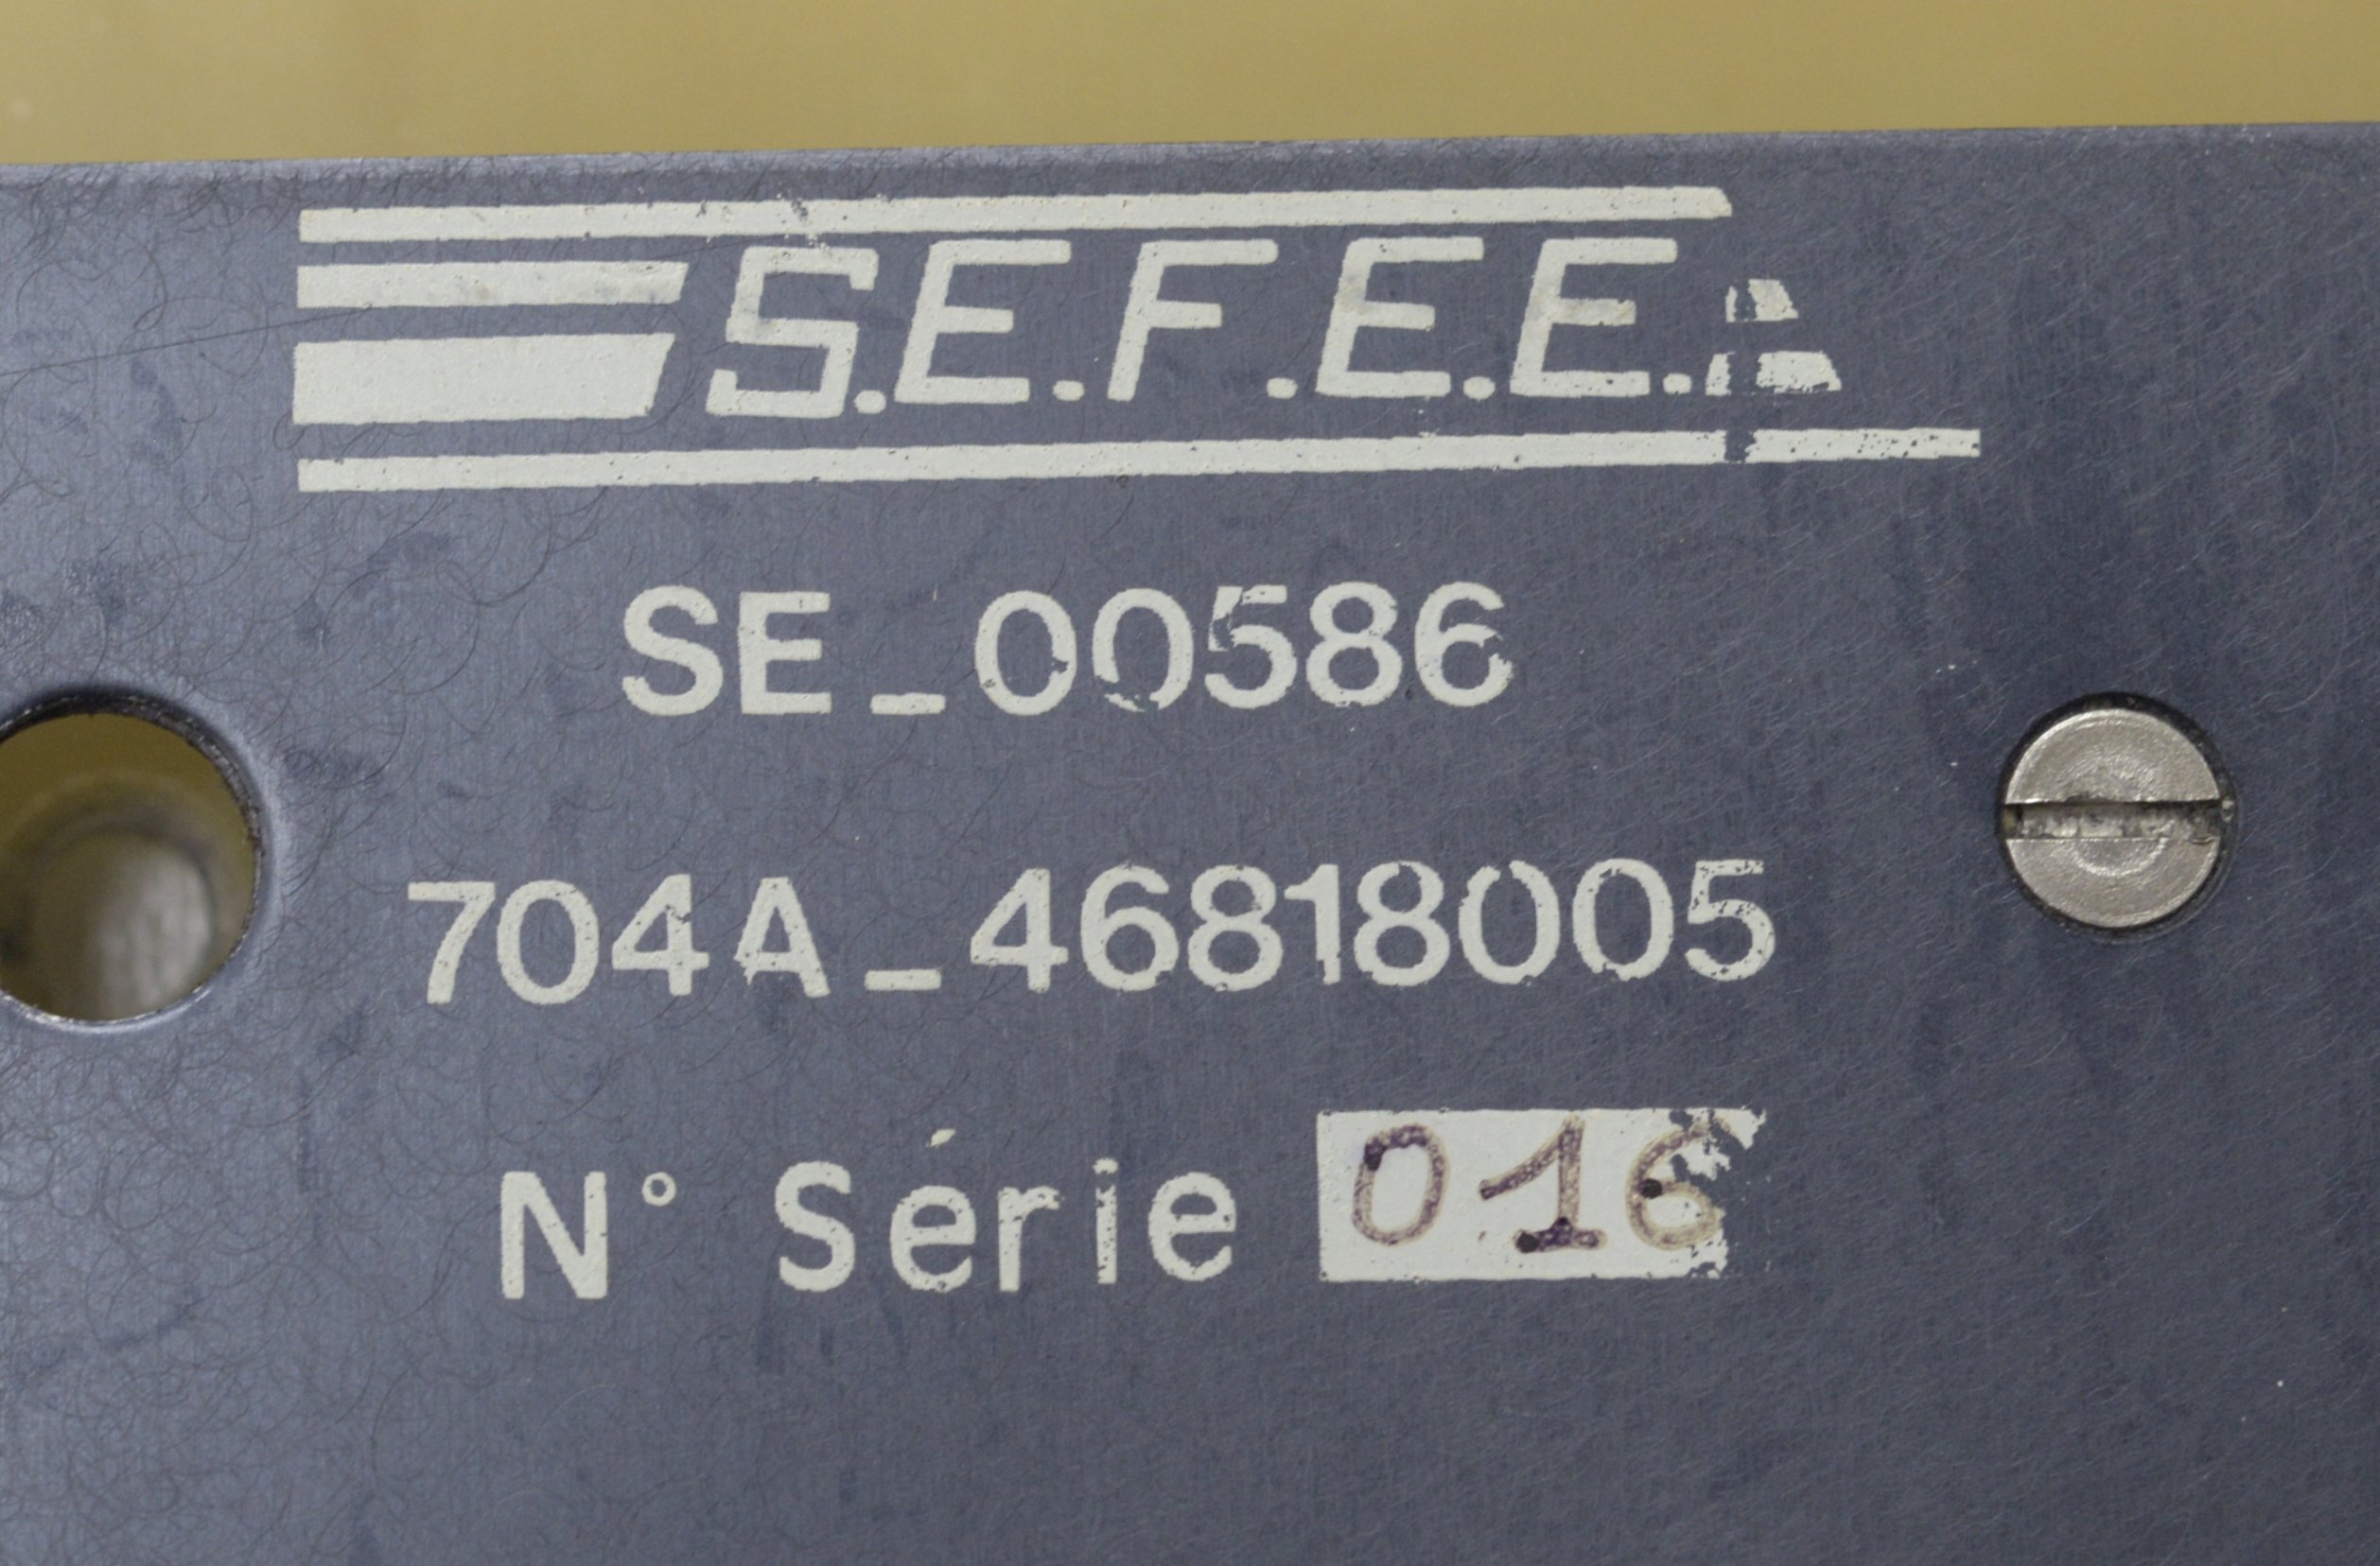 S.E.F.E.E.
SE_00586
704A_46818005
N° Série 016